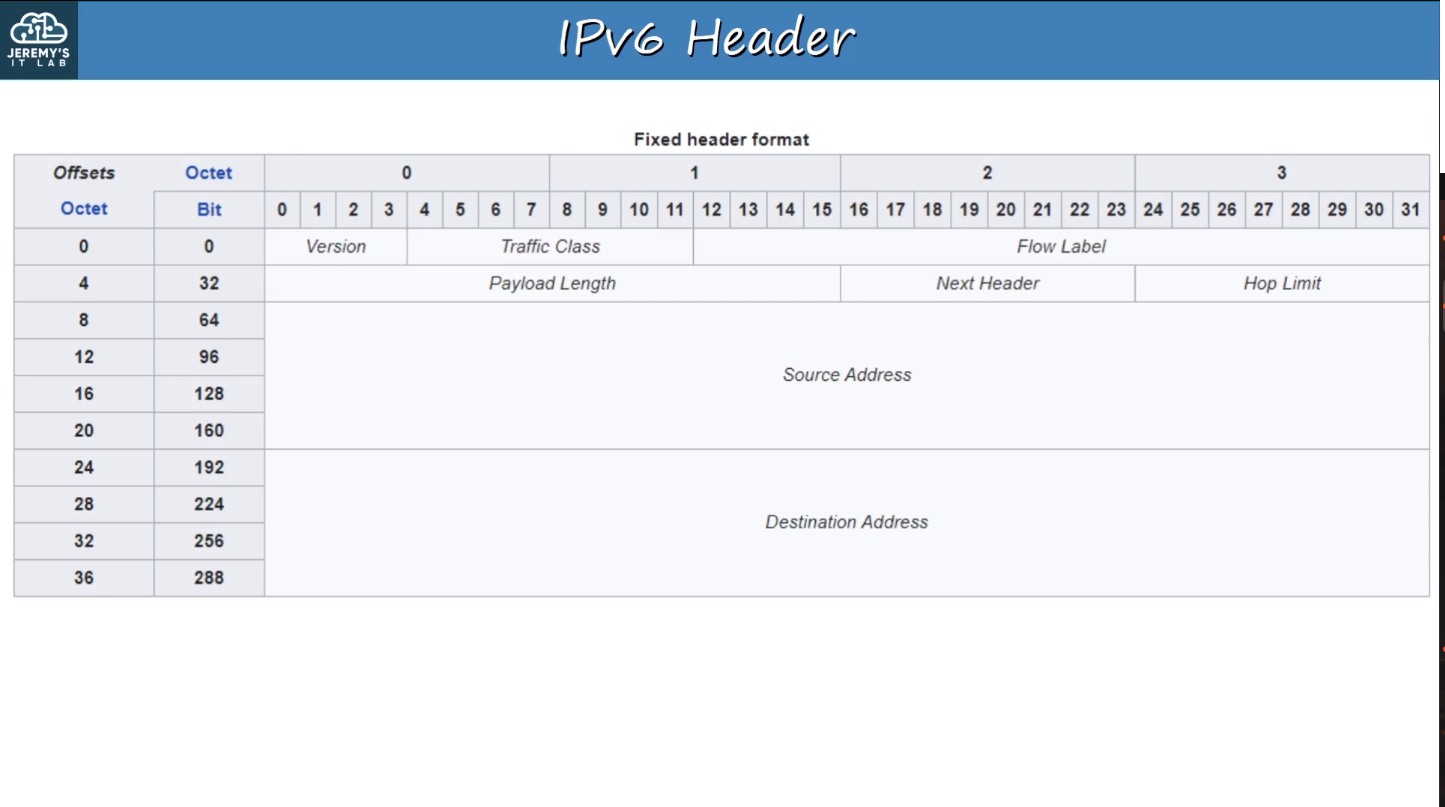 JEREMY'S
IT LAB
IPv6 Header
Fixed header format
Offsets Octet 0 1 2 3
Octet Bit 0 1 2 3 4 5 6 7 8 9 10 11 12 13 14 15 16 17 18 19 20 21 22 23 24 25 26 27 28 29 30 31
0 0 Version Traffic Class Flow Label
4 32 Payload Length Next Header Hop Limit
8 64
12 96
Source Address
16 128
20 160
24 192
28 224
Destination Address
32 256
36 288